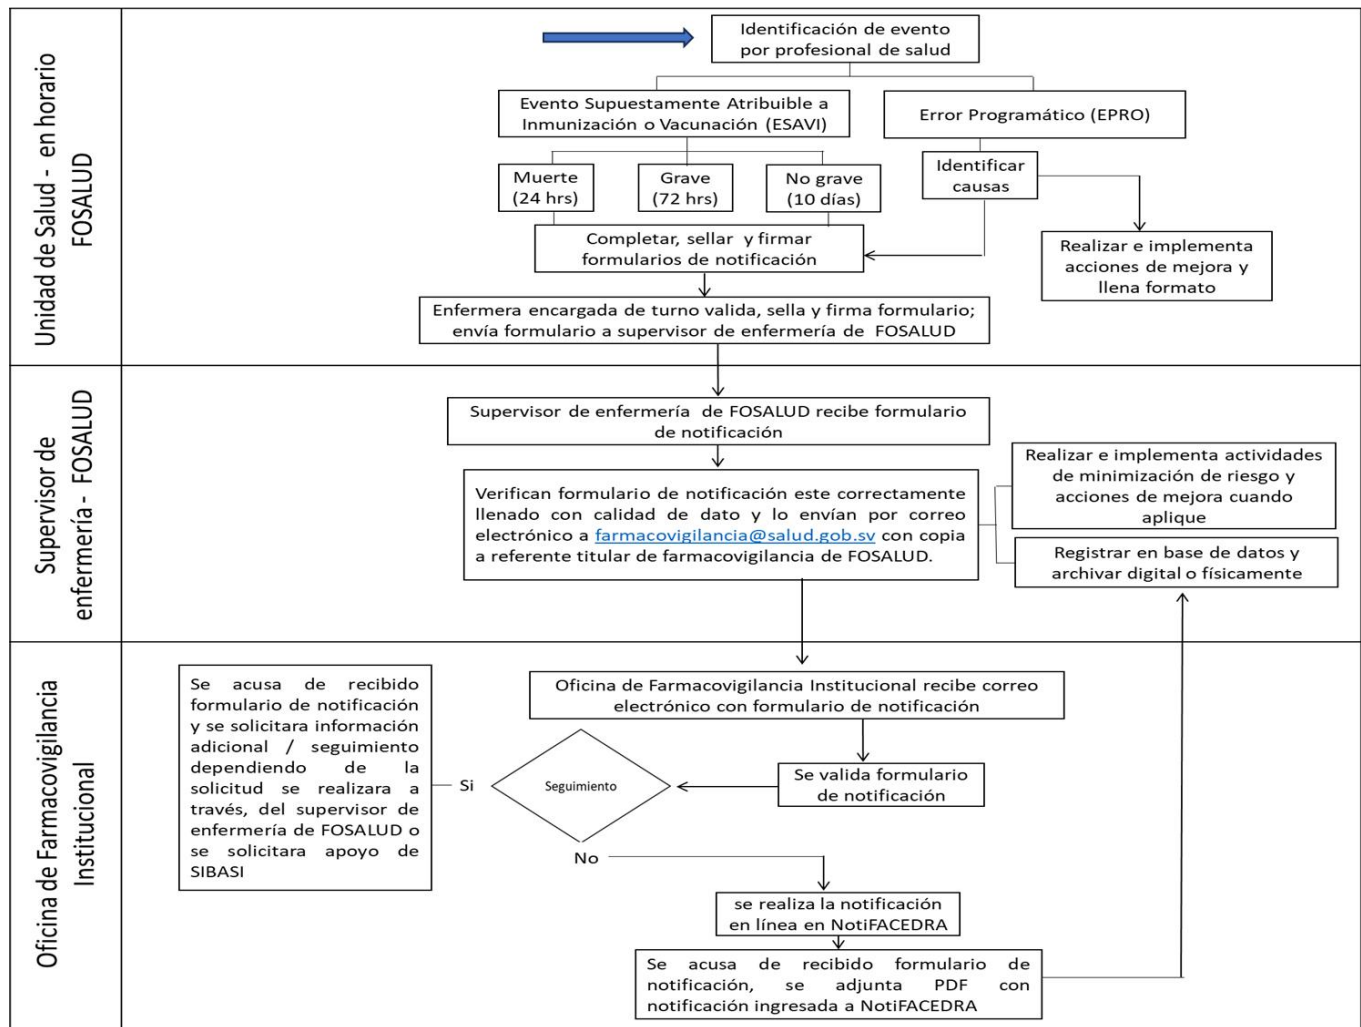 Unidad de Salud - en horario
FOSALUD
Identificación de evento
por profesional de salud
Evento Supuestamente Atribuible a
Inmunización o Vacunación (ESAVI)
Error Programático (EPRO)
Muerte
(24 hrs)
Grave
(72 hrs)
No grave
(10 días)
Identificar
causas
Completar, sellar y firmar
formularios de notificación
Realizar e implementa
acciones de mejora y
llena formato
Enfermera encargada de turno valida, sella y firma formulario;
envía formulario a supervisor de enfermería de FOSALUD
Supervisor de
enfermería - FOSALUD
Supervisor de enfermería de FOSALUD recibe formulario
de notificación
Verifican formulario de notificación este correctamente
llenado con calidad de dato y lo envían por correo
electrónico a farmacovigilancia@salud.gob.sv con copia
a referente titular de farmacovigilancia de FOSALUD.
Realizar e implementa actividades
de minimización de riesgo y
acciones de mejora cuando
aplique
Registrar en base de datos y
archivar digital o físicamente
Oficina de Farmacovigilancia
Institucional
Se acusa de recibido
formulario de notificación
y se solicitara información
adicional / seguimiento
dependiendo de la
solicitud se realizara a
través, del supervisor de
enfermería de FOSALUD o
se solicitara apoyo de
SIBASI
Oficina de Farmacovigilancia Institucional recibe correo
electrónico con formulario de notificación
Se valida formulario
de notificación
Seguimiento
Si
No
se realiza la notificación
en línea en NotiFACEDRA
Se acusa de recibido formulario de
notificación, se adjunta PDF con
notificación ingresada a NotiFACEDRA